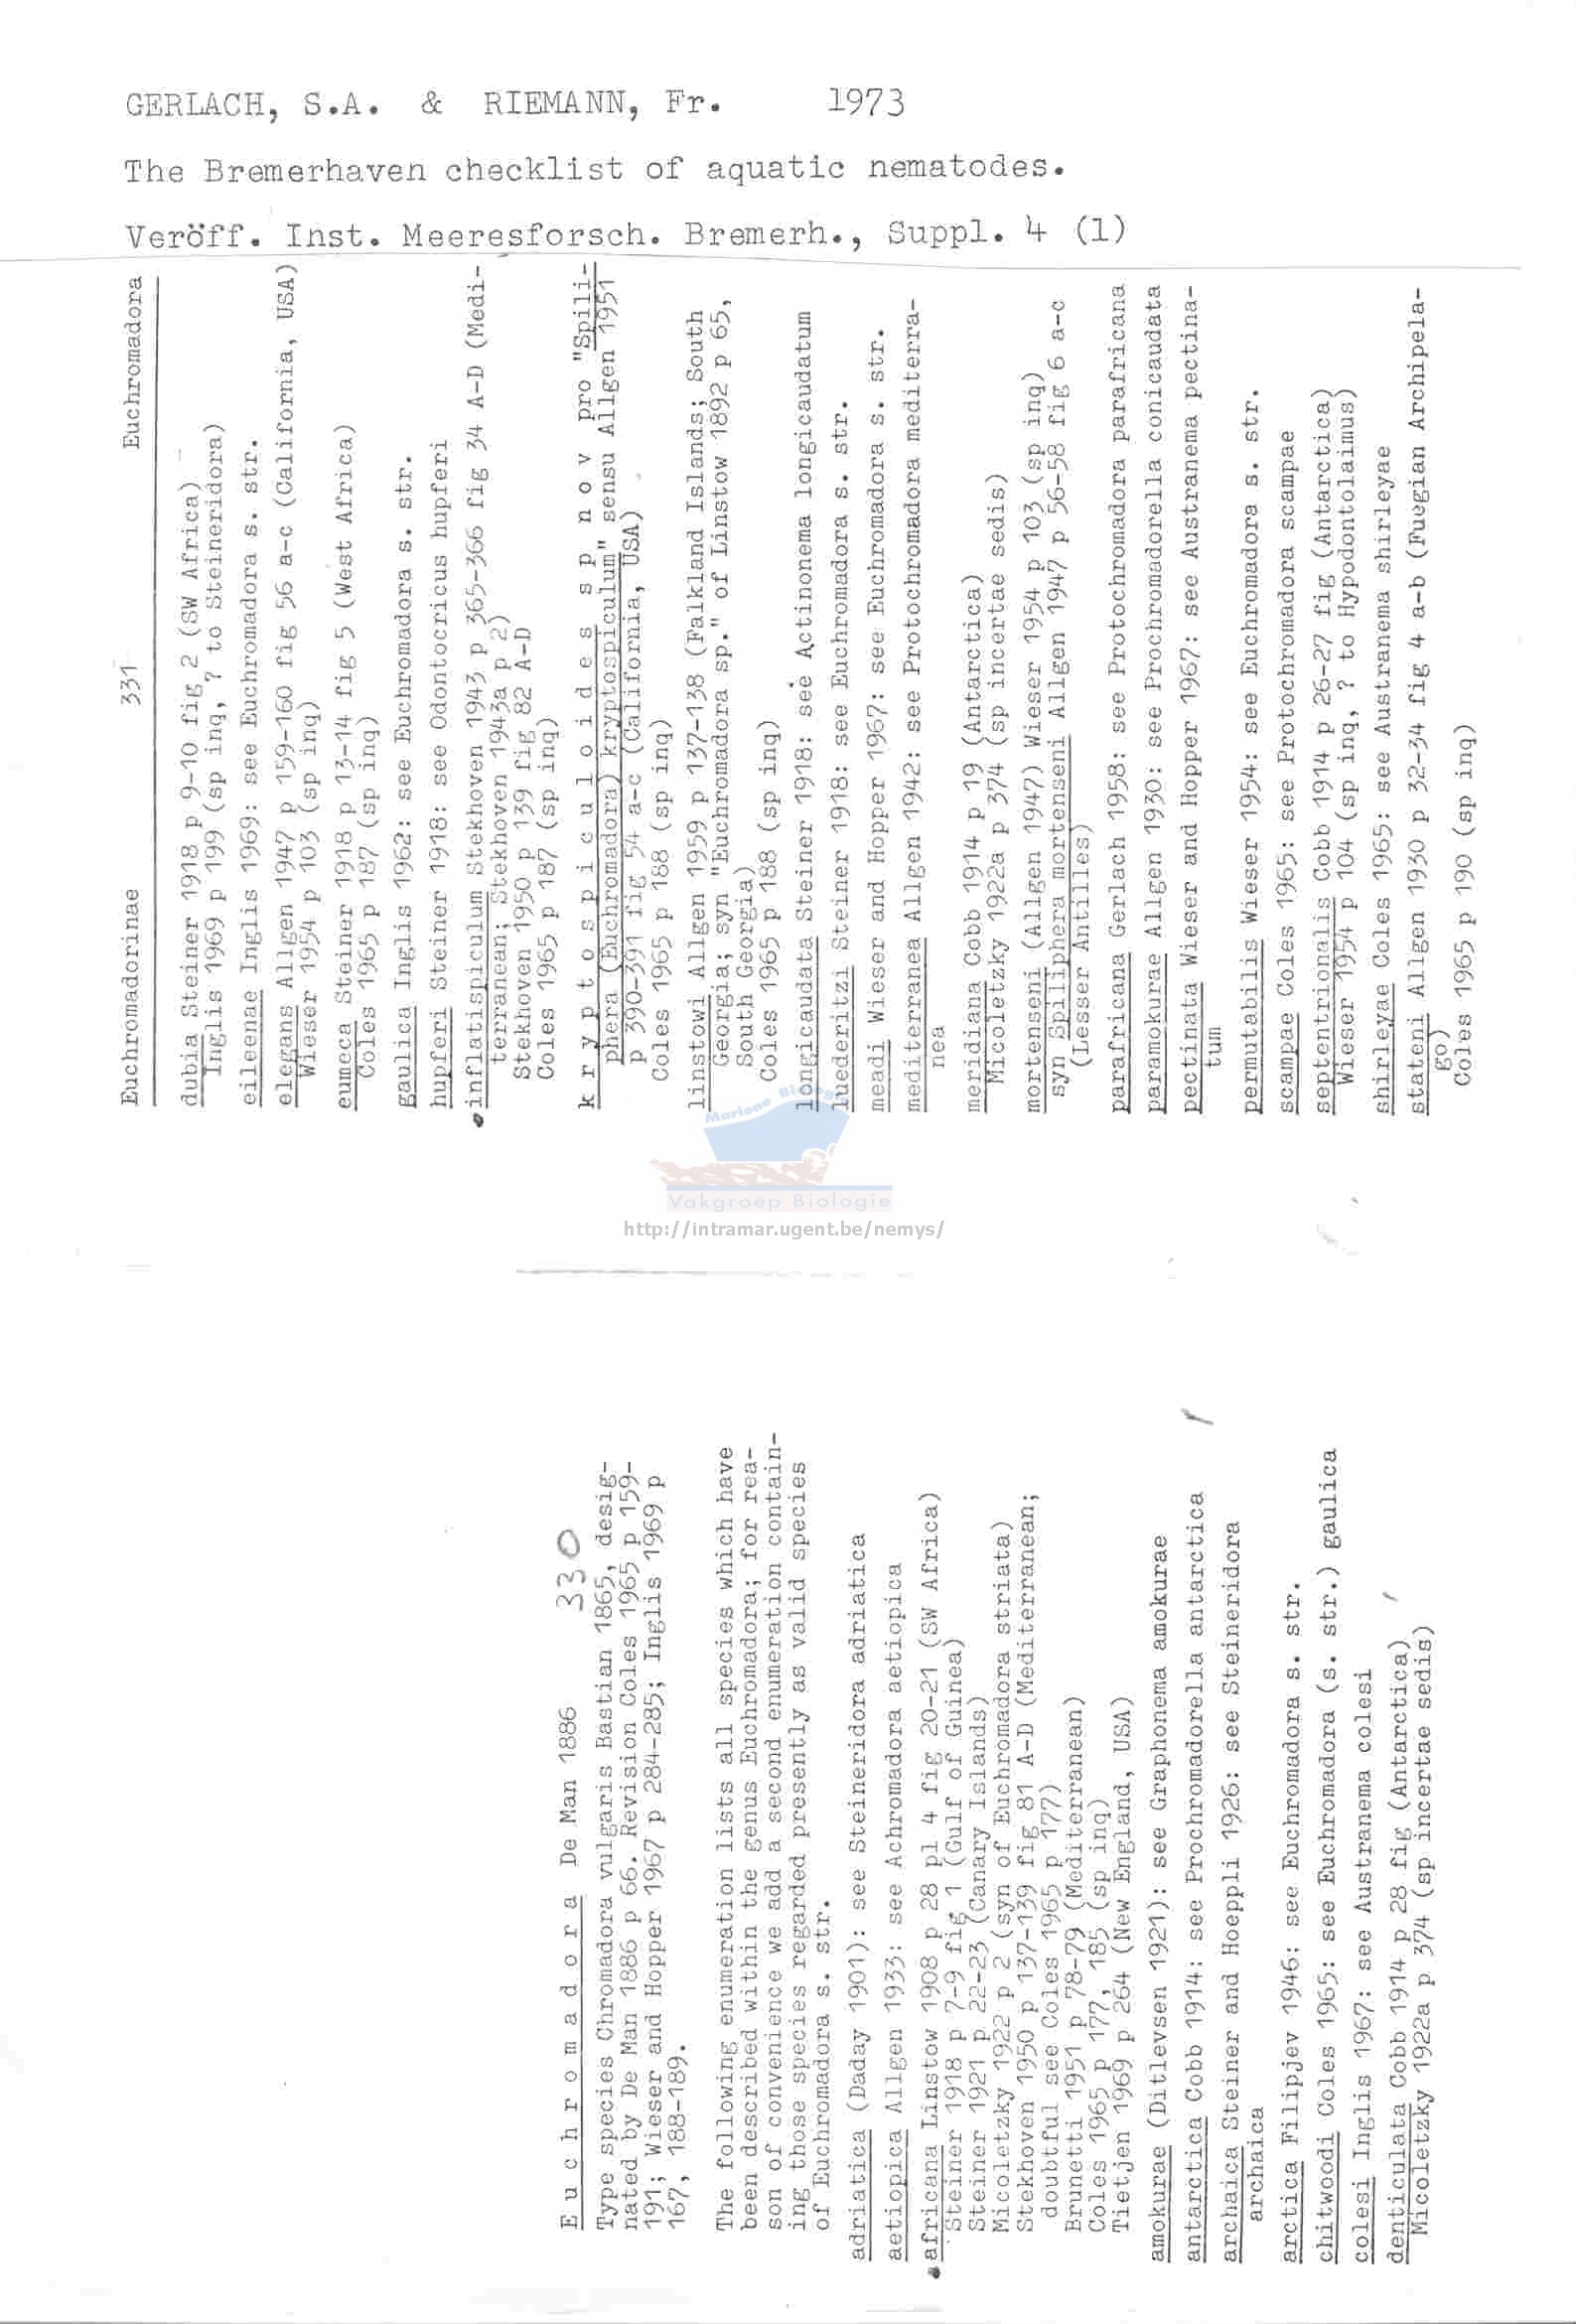 GERLACH, S.A. & RIEMANN, Fr. 1973
The Bremerhaven checklist of aquatic nematodes.
Veröff. Inst. Meeresforsch. Bremerh., Suppl. 4 (1)
Euchromadorinae 331 Euchromadora
dubia Steiner 1918 p 9-10 fig 2 (SW Africa)
Inglis 1969 p 199 (sp inq, ? to Steineridora)
eileenae Inglis 1969: see Euchromadora s. str.
elegans Allgen 1947 p 159-160 fig 56 a-c (California, USA)
Wieser 1954 p 103 (sp inq)
eumeca Steiner 1918 p 13-14 fig 5 (West Africa)
Coles 1965 p 187 (sp inq)
gaulica Inglis 1962: see Euchromadora s. str.
hupferi Steiner 1918: see Odontocricus hupferi
inflatispiculum Stekhoven 1943 p 365-366 fig 34 A-D (Medi-
terranean; Stekhoven 1943a p 2)
Stekhoven 1950 p 139 fig 82 A-D
Coles 1965 p 187 (sp inq)
k r y p t o s p i c u l o i d e s s p n o v pro "Spili-
phera (Euchromadora) kryptospiculum" sensu Allgen 1951
p 390-391 fig 54 a-c (California, USA)
Coles 1965 p 188 (sp inq)
linstowi Allgen 1959 p 137-138 (Falkland Islands; South
Georgia; syn "Euchromadora sp." of Linstow 1892 p 65,
South Georgia)
Coles 1965 p 188 (sp inq)
longicaudata Steiner 1918: see Actinonema longicaudatum
luederitzi Steiner 1918: see Euchromadora s. str.
meadi Wieser and Hopper 1967: see Euchromadora s. str.
mediterranea Allgen 1942: see Protochromadora mediterra-
nea
meridiana Cobb 1914 p 19 (Antarctica)
Micoletzky 1922a p 374 (sp incertae sedis)
mortenseni (Allgen 1947) Wieser 1954 p 103 (sp inq)
syn Spiliphera mortenseni Allgen 1947 p 56-58 fig 6 a-c
(Lesser Antilles)
parafricana Gerlach 1958: see Protochromadora parafricana
paramokurae Allgen 1930: see Prochromadorella conicaudata
pectinata Wieser and Hopper 1967: see Austranema pectina-
tum
permutabilis Wieser 1954: see Euchromadora s. str.
scampae Coles 1965: see Protochromadora scampae
septentrionalis Cobb 1914 p 26-27 fig (Antarctica)
Wieser 1954 p 104 (sp inq, ? to Hypodontolaimus)
shirleyae Coles 1965: see Austranema shirleyae
stateni Allgen 1930 p 32-34 fig 4 a-b (Fuegian Archipela-
go)
Coles 1965 p 190 (sp inq)
Mariene Biologie
Vakgroep Biologie
http://intramar.ugent.be/nemys/
E u c h r o m a d o r a De Man 1886 330
Type species Chromadora vulgaris Bastian 1865, desig-
nated by De Man 1886 p 66. Revision Coles 1965 p 159-
191; Wieser and Hopper 1967 p 284-285; Inglis 1969 p
167, 188-189.
The following enumeration lists all species which have
been described within the genus Euchromadora; for rea-
son of convenience we add a second enumeration contain-
ing those species regarded presently as valid species
of Euchromadora s. str.
adriatica (Daday 1901): see Steineridora adriatica
aetiopica Allgen 1933: see Achromadora aetiopica
africana Linstow 1908 p 28 pl 4 fig 20-21 (SW Africa)
Steiner 1918 p 7-9 fig 1 (Gulf of Guinea)
Steiner 1921 p 22-23 (Canary Islands)
Micoletzky 1922 p 2 (syn of Euchromadora striata)
Stekhoven 1950 p 137-139 fig 81 A-D (Mediterranean;
doubtful see Coles 1965 p 177)
Brunetti 1951 p 78-79 (Mediterranean)
Coles 1965 p 177, 185 (sp inq)
Tietjen 1969 p 264 (New England, USA)
amokurae (Ditlevsen 1921): see Graphonema amokurae
antarctica Cobb 1914: see Prochromadorella antarctica
archaica Steiner and Hoeppli 1926: see Steineridora
archaica
arctica Filipjev 1946: see Euchromadora s. str.
chitwoodi Coles 1965: see Euchromadora (s. str.) gaulica
colesi Inglis 1967: see Austranema colesi
denticulata Cobb 1914 p 28 fig (Antarctica)
Micoletzky 1922a p 374 (sp incertae sedis)